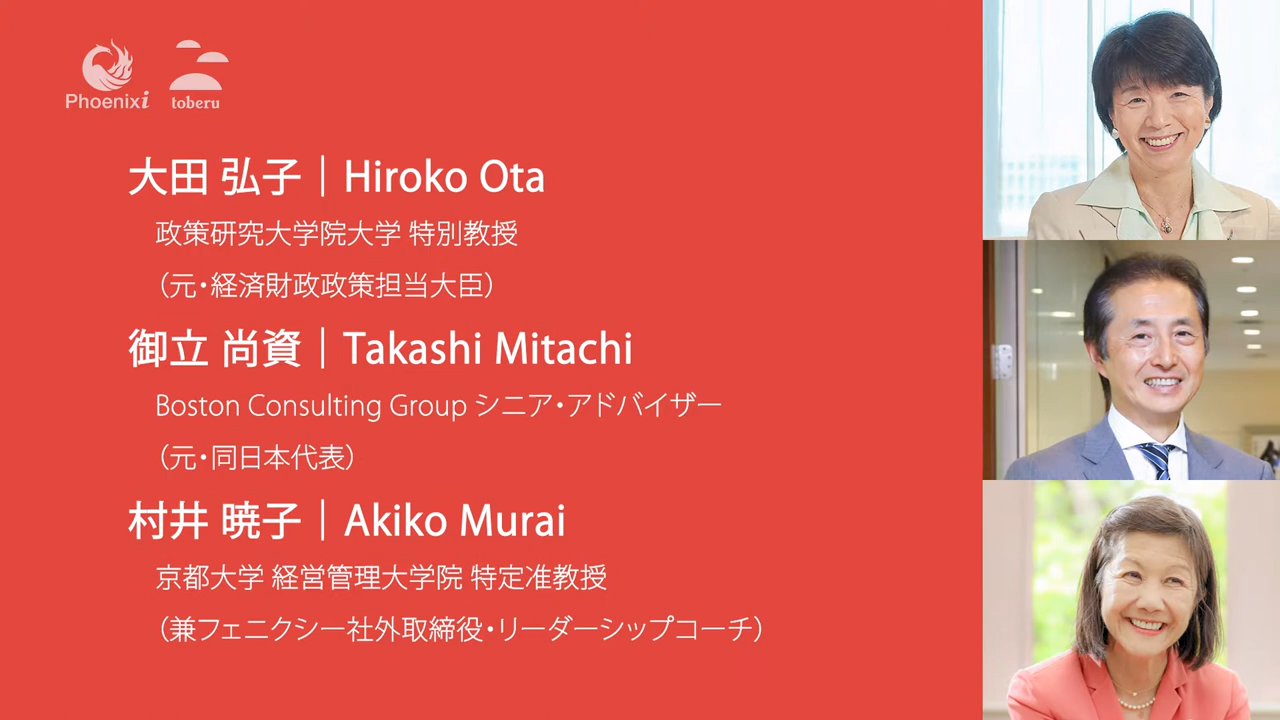 Phoenixi
toberu
大田 弘子｜Hiroko Ota
政策研究大学院大学 特別教授
（元・経済財政政策担当大臣）
御立 尚資｜Takashi Mitachi
Boston Consulting Group シニア・アドバイザー
（元・同日本代表）
村井 暁子｜Akiko Murai
京都大学 経営管理大学院 特定准教授
（兼フェニクシー社外取締役・リーダーシップコーチ）